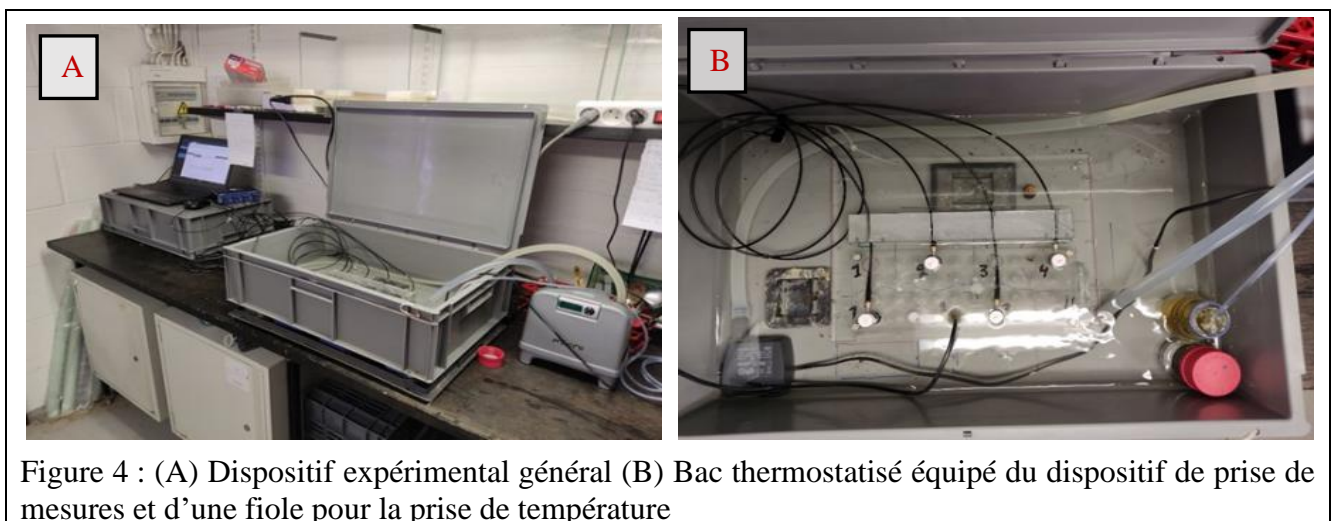 A
B
1
2
3
4
Figure 4 : (A) Dispositif expérimental général (B) Bac thermostatisé équipé du dispositif de prise de
mesures et d'une fiole pour la prise de température